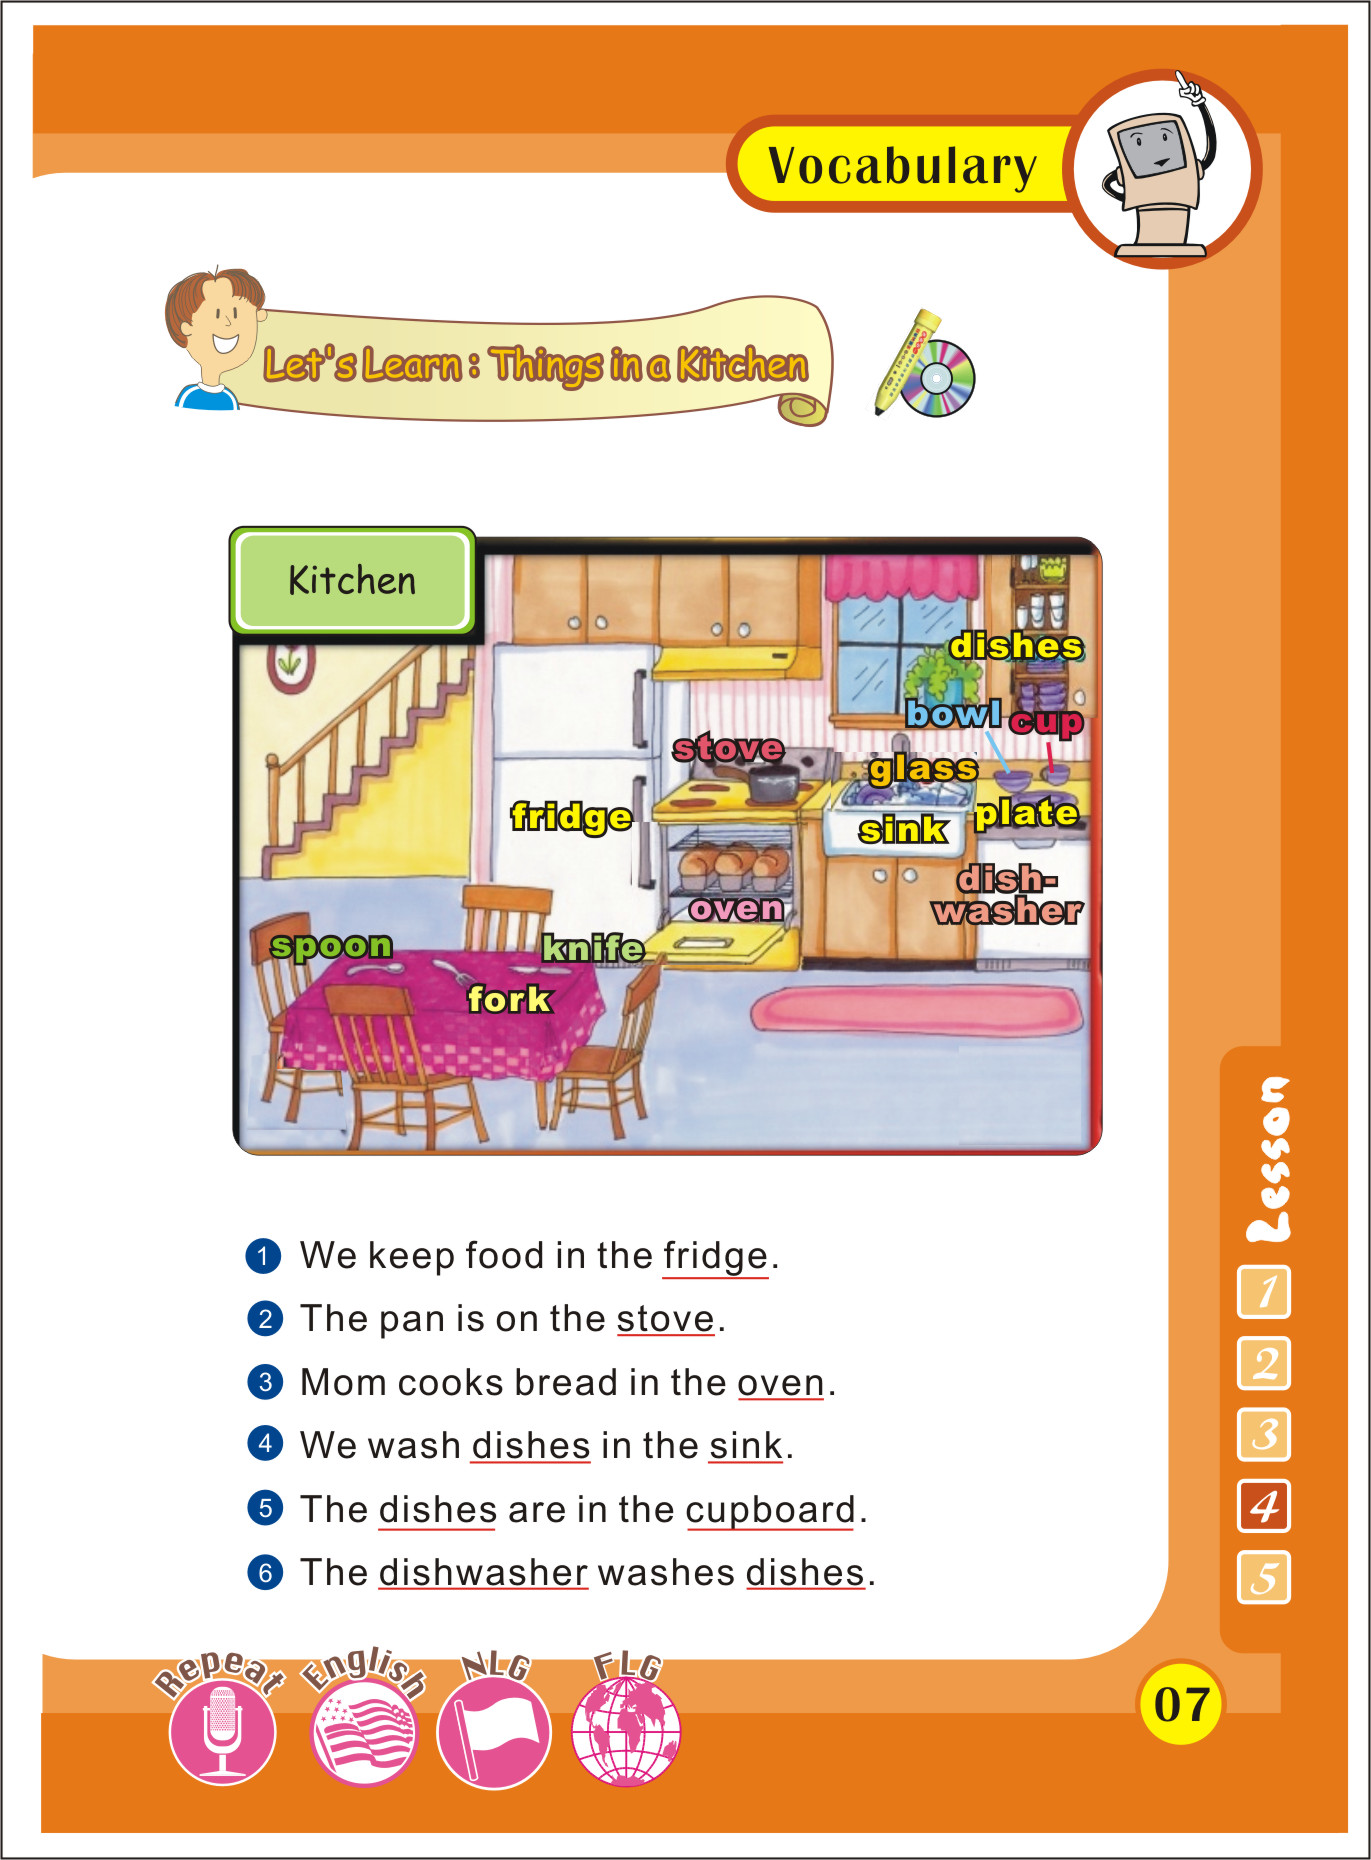 Vocabulary
Let's Learn : Things in a Kitchen
Kitchen
dishes
bowl cup
stove
glass
fridge
sink
plate
dish-
washer
oven
spoon
knife
fork
1 We keep food in the fridge.
2 The pan is on the stove.
3 Mom cooks bread in the oven.
4 We wash dishes in the sink.
5 The dishes are in the cupboard.
6 The dishwasher washes dishes.
Lesson
1
2
3
4
5
Repeat English NLG FLG
07